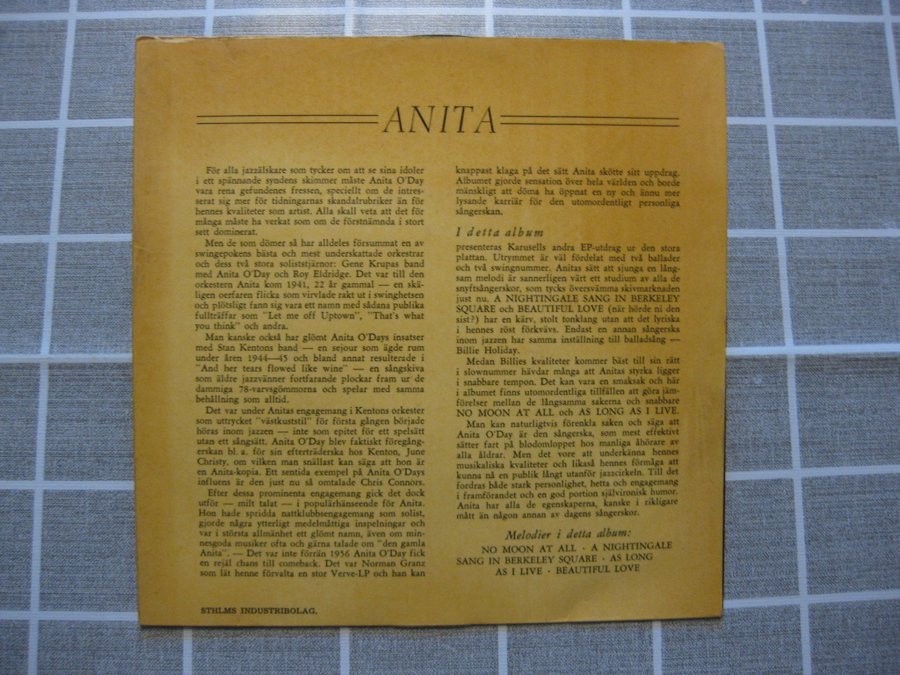 ANITA
För alla jazzälskare som tycker om att se sina idoler
i ett spännande syndens skimmer måste Anita O'Day
vara rena gefundenes fressen, speciellt om de intres-
serat sig mer för tidningarnas skandalrubriker än för
hennes kvaliteter som artist. Alla skall veta att det för
många måste ha verkat som om de förstnämnda i stort
sett dominerat.
Men de som dömer så har alldeles försummat en av
swingepokens bästa och mest underskattade orkestrar
och dess två stora soliststjärnor: Gene Krupas band
med Anita O'Day och Roy Eldridge. Det var till den
orkestern Anita kom 1941, 22 år gammal — en skä-
ligen oerfaren flicka som virvlade rakt ut i swinghetsen
och plötsligt fann sig vara ett namn med sådana publika
fullträffar som "Let me off Uptown", "That's what
you think" och andra.
Man kanske också har glömt Anita O'Days insatser
med Stan Kentons band — en sejour som ägde rum
under åren 1944—45 och bland annat resulterade i
"And her tears flowed like wine" — en sångskiva
som äldre jazzvänner fortfarande plockar fram ur de
dammiga 78-varvsgömmorna och spelar med samma
behållning som alltid.
Det var under Anitas engagemang i Kentons orkester
som uttrycket "västkuststil" för första gången började
höras inom jazzen — inte som epitet för ett spelsätt
utan ett sångsätt. Anita O'Day blev faktiskt föregång-
erskan bl. a. för sin efterträderska hos Kenton, June
Christy, om vilken man snällast kan säga att hon är
en Anita-kopia. Ett sentida exempel på Anita O'Days
influens är den just nu så omtalade Chris Connors.
Efter dessa prominenta engagemang gick det dock
utför — milt talat — i populärhänseende för Anita.
Hon hade spridda nattklubbsengagemang som solist,
gjorde några ytterligt medelmåttiga inspelningar och
var i största allmänhet ett glömt namn, även om min-
nesgoda musiker ofta och gärna talade om "den gamla
Anita". — Det var inte förrän 1956 Anita O'Day fick
en rejäl chans till comeback. Det var Norman Granz
som lät henne förvalta en stor Verve-LP och han kan
knappast klaga på det sätt Anita skötte sitt uppdrag.
Albumet gjorde sensation över hela världen och borde
mänskligt att döma ha öppnat en ny och ännu mer
lysande karriär för den utomordentligt personliga
sångerskan.
I detta album
presenteras Karusells andra EP-utdrag ur den stora
plattan. Utrymmet är väl fördelat med två ballader
och två swingnummer. Anitas sätt att sjunga en lång-
sam melodi är sannerligen värt ett studium av alla de
snyftsångerskor, som tycks översvämma skivmarknaden
just nu. A NIGHTINGALE SANG IN BERKELEY
SQUARE och BEAUTIFUL LOVE (när hörde ni den
sist?) har en kärv, stolt tonklang utan att det lyriska
i hennes röst förkvävs. Endast en annan sångerska
inom jazzen har samma inställning till balladsång —
Billie Holiday.
Medan Billies kvaliteter kommer bäst till sin rätt
i slownummer hävdar många att Anitas styrka ligger
i snabbare tempon. Det kan vara en smaksak och här
i albumet finns utomordentliga tillfällen att göra jäm-
förelser mellan de långsamma sakerna och snabbare
NO MOON AT ALL och AS LONG AS I LIVE.
Man kan naturligtvis förenkla saken och säga att
Anita O'Day är den sångerska, som mest effektivt
sätter fart på blodomloppet hos manliga åhörare av
alla åldrar. Men det vore att underkänna hennes
musikaliska kvaliteter och likaså hennes förmåga att
kunna nå en publik långt utanför jazzcirkeln. Till det
fordras både stark personlighet, hetta och engagemang
i framförandet och en god portion självironisk humor.
Anita har alla de egenskaperna, kanske i rikligare
mått än någon annan av dagens sångerskor.
Melodier i detta album:
NO MOON AT ALL · A NIGHTINGALE
SANG IN BERKELEY SQUARE · AS LONG
AS I LIVE · BEAUTIFUL LOVE
STHLMS INDUSTRIBOLAG,